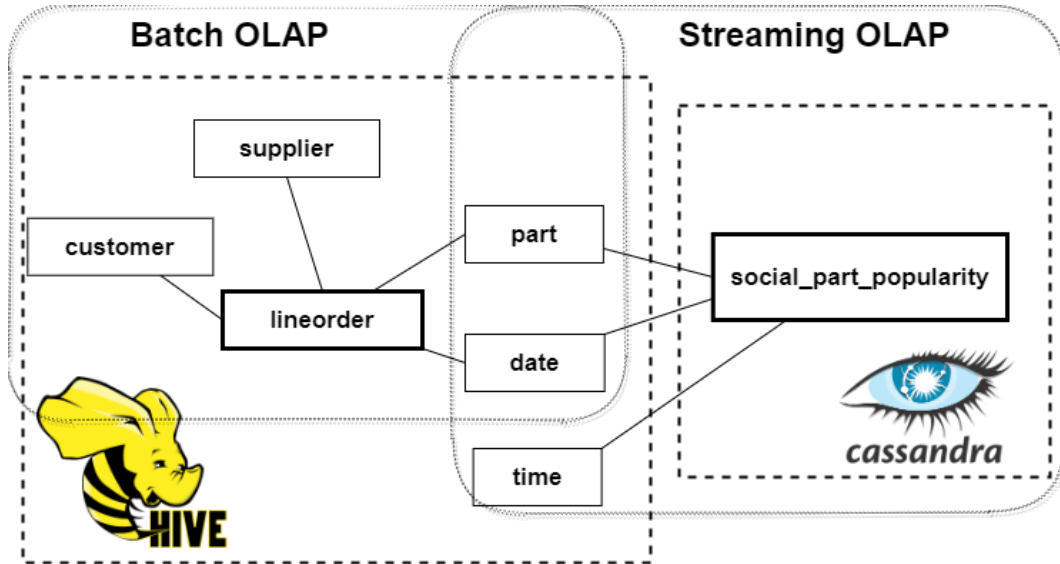 Batch OLAP
Streaming OLAP
supplier
customer
part
social_part_popularity
lineorder
date
cassandra
time
HIVE